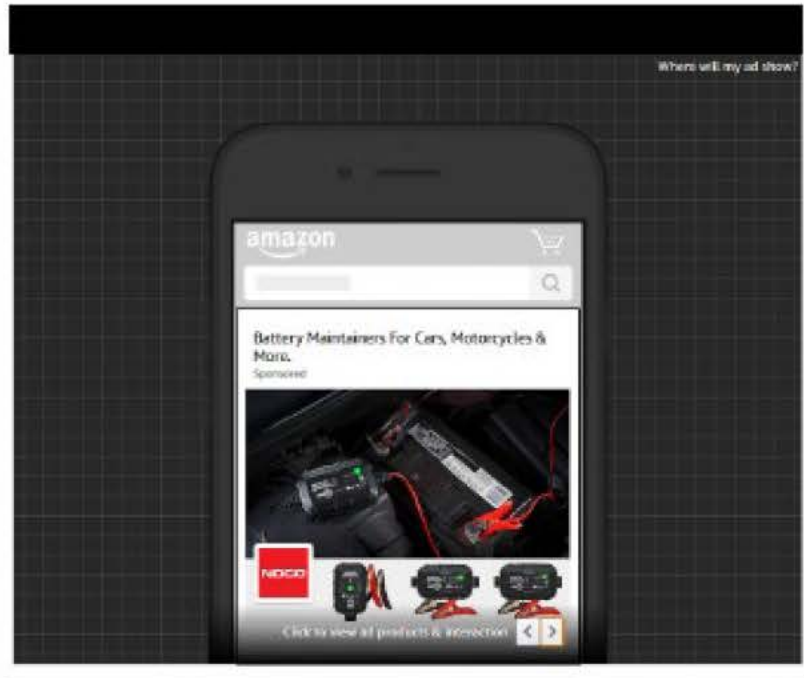 Where will my ad show?
amazon
Battery Maintainers For Cars, Motorcycles &
More.
Sponsored
NOCO
Click to view ad products & interaction